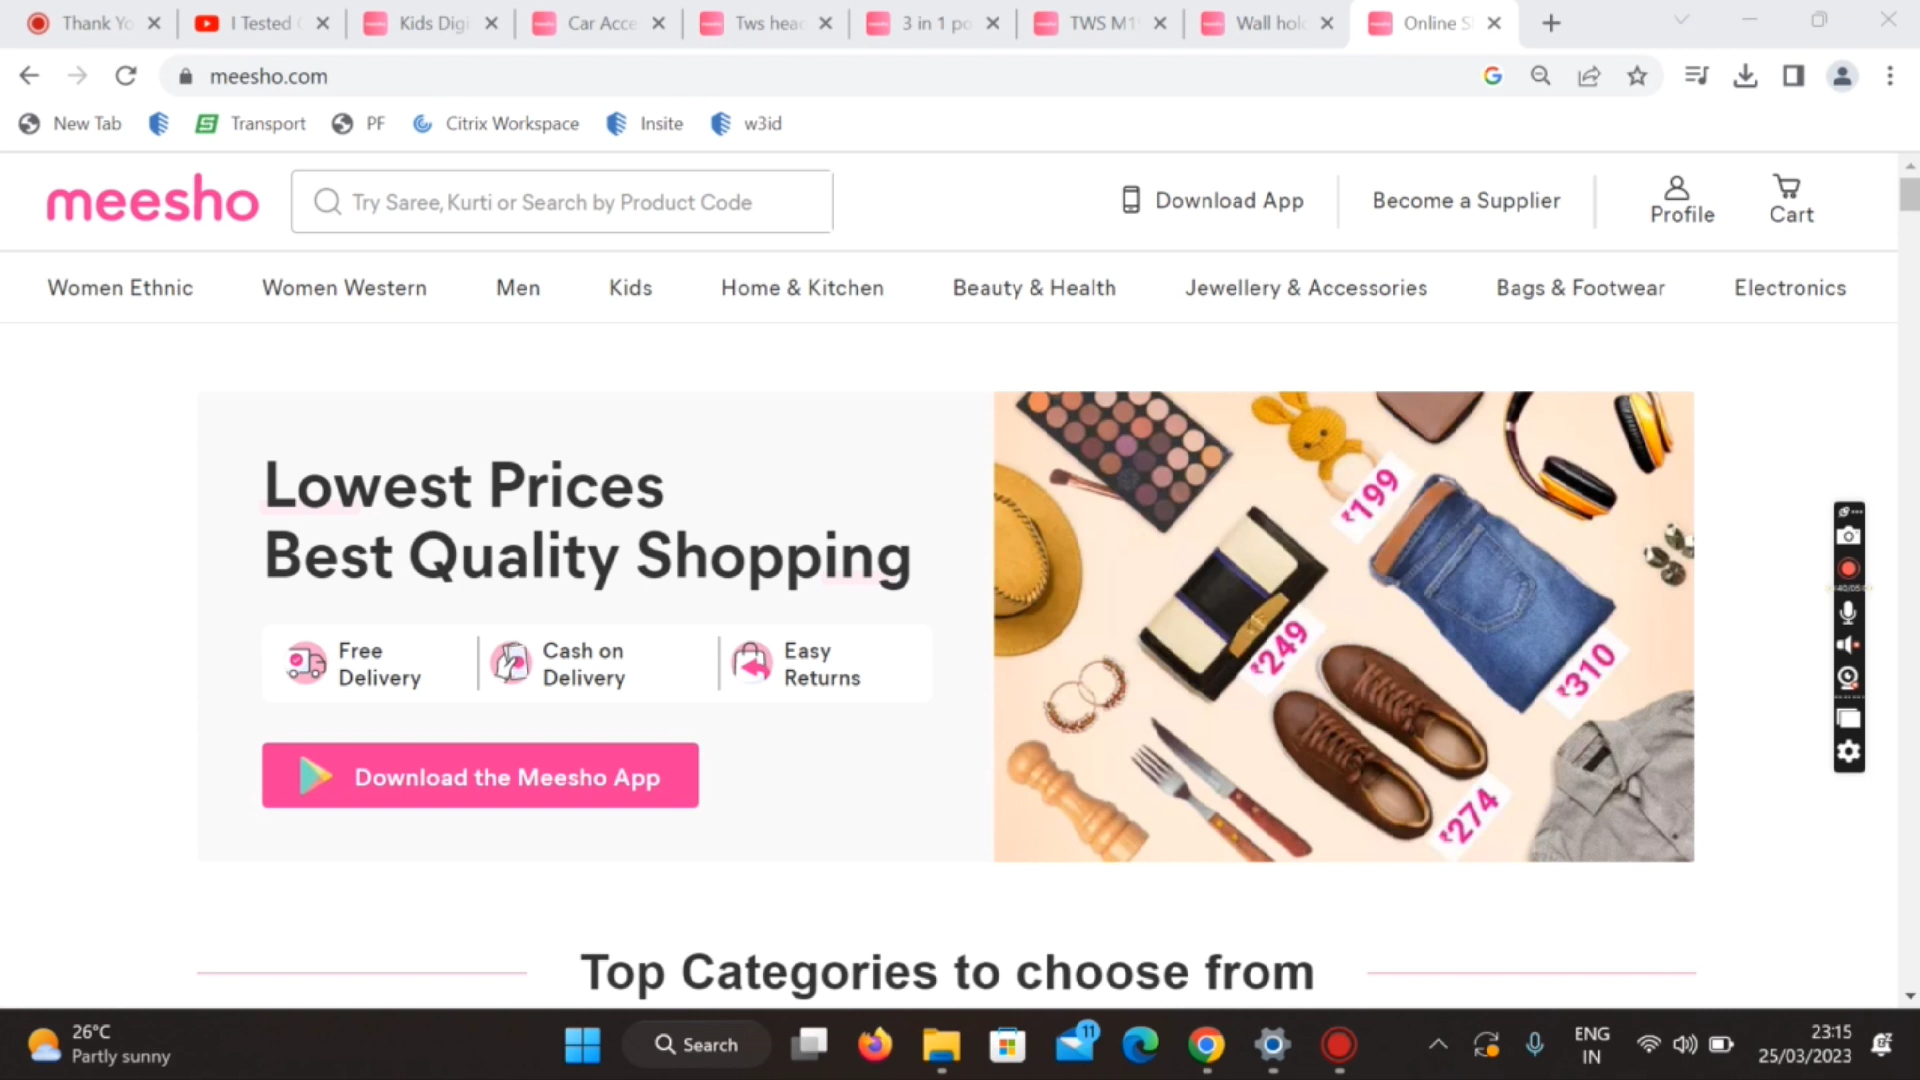 Thank Yo
I Tested
Kids Digi
Car Acce
Tws head
3 in 1 po
TWS M1
Wall hol
Online S
meesho.com
New Tab
Transport
PF
Citrix Workspace
Insite
w3id
meesho
Try Saree, Kurti or Search by Product Code
Download App
Become a Supplier
Profile
Cart
Women Ethnic
Women Western
Men
Kids
Home & Kitchen
Beauty & Health
Jewellery & Accessories
Bags & Footwear
Electronics
Lowest Prices
Best Quality Shopping
Free
Delivery
Cash on
Delivery
Easy
Returns
Download the Meesho App
₹199
₹249
₹310
₹274
Top Categories to choose from
26°C
Partly sunny
Search
11
ENG
IN
23:15
25/03/2023